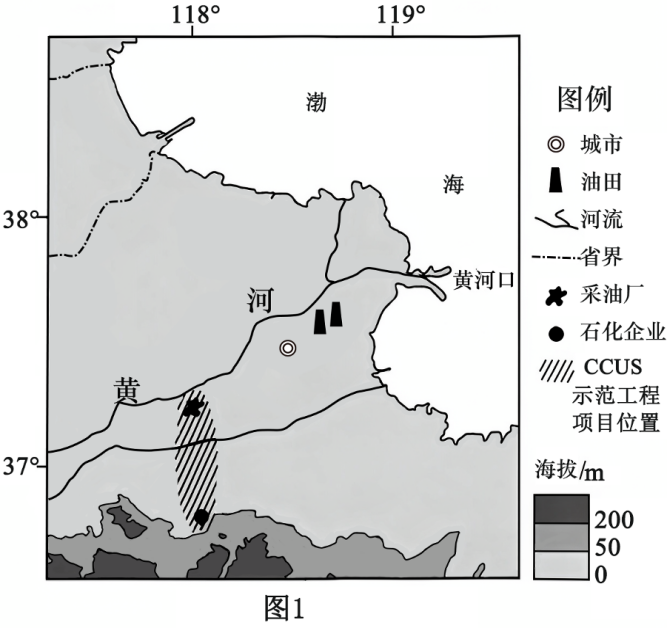 118°
119°
渤
海
38°
河
黄河口
黄
37°
图例
城市
油田
河流
省界
采油厂
石化企业
CCUS
示范工程
项目位置
海拔/m
200
50
0
图1